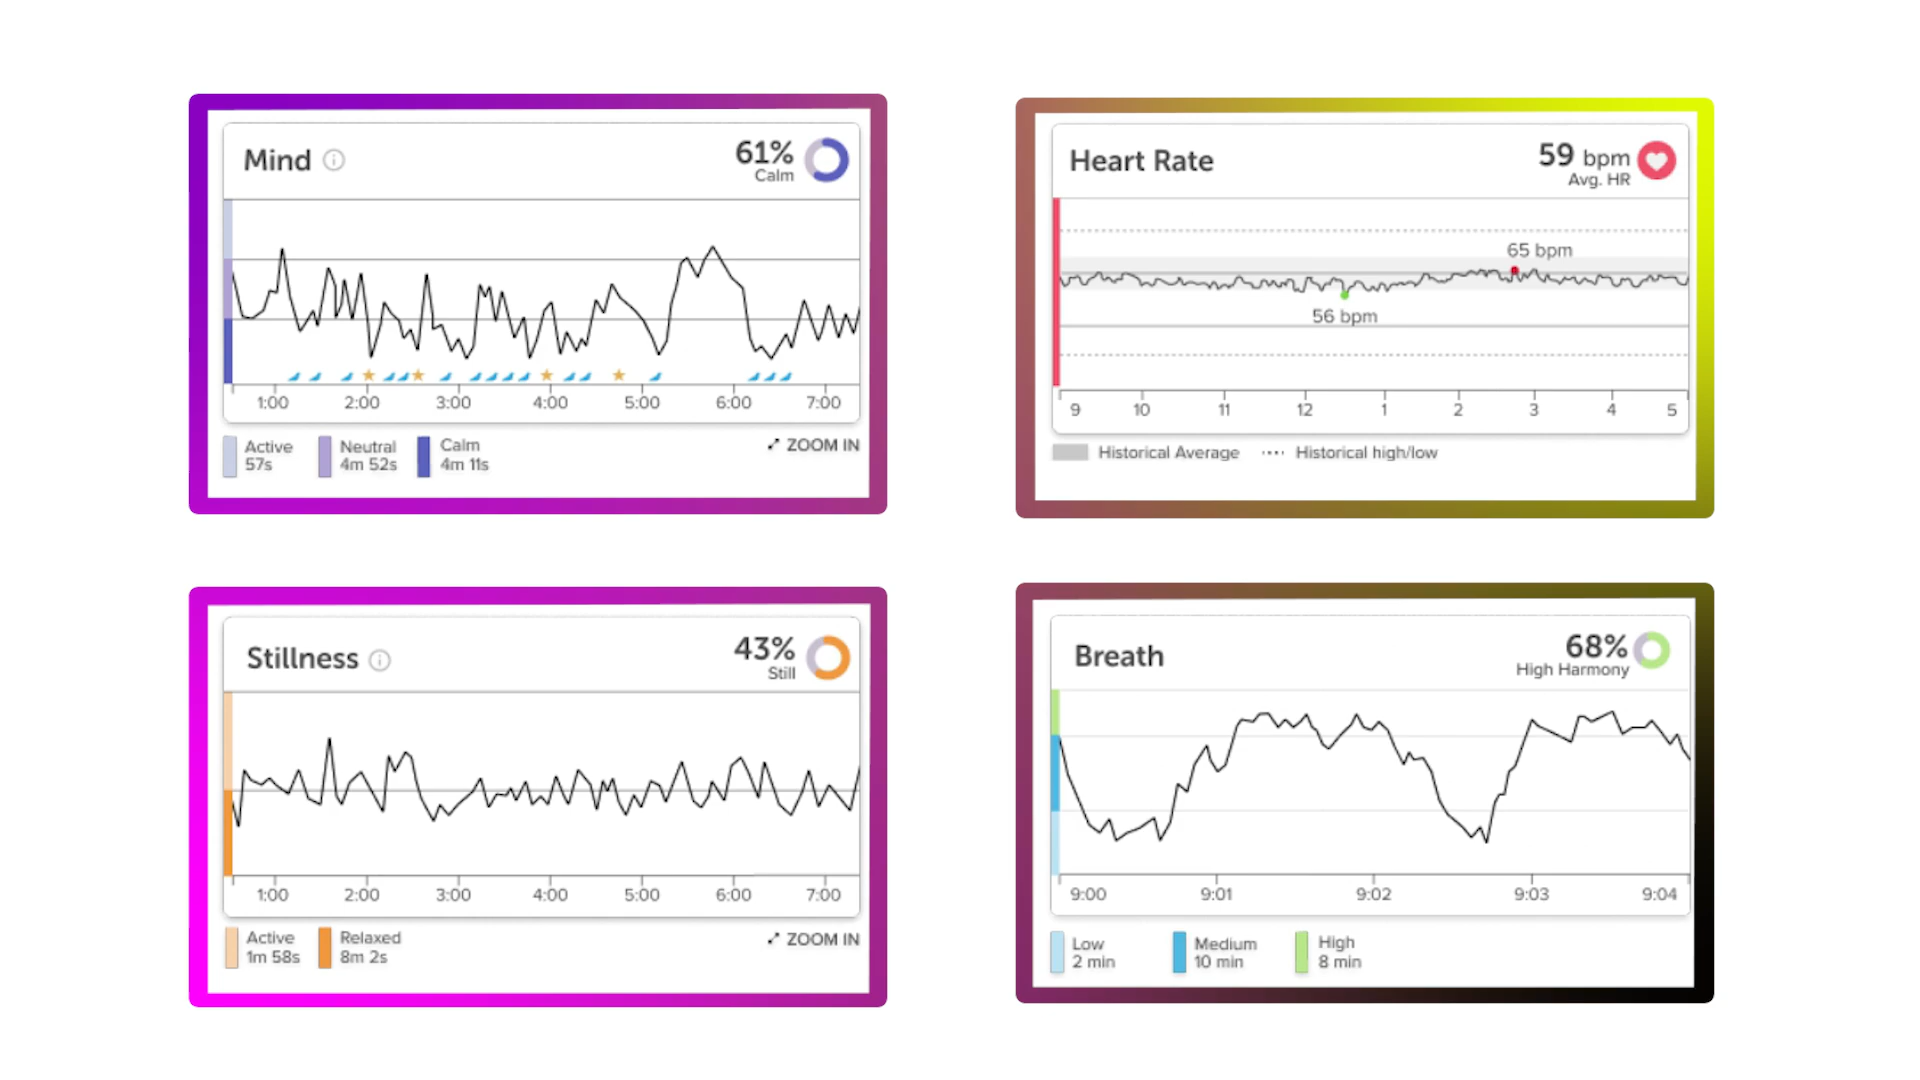 Mind
61%
Calm
1:00 2:00 3:00 4:00 5:00 6:00 7:00
Active
57s
Neutral
4m 52s
Calm
4m 11s
ZOOM IN
Heart Rate
59 bpm
Avg. HR
65 bpm
56 bpm
9 10 11 12 1 2 3 4 5
Historical Average
Historical high/low
Stillness
43%
Still
1:00 2:00 3:00 4:00 5:00 6:00 7:00
Active
1m 58s
Relaxed
8m 2s
ZOOM IN
Breath
68%
High Harmony
9:00 9:01 9:02 9:03 9:04
Low
2 min
Medium
10 min
High
8 min